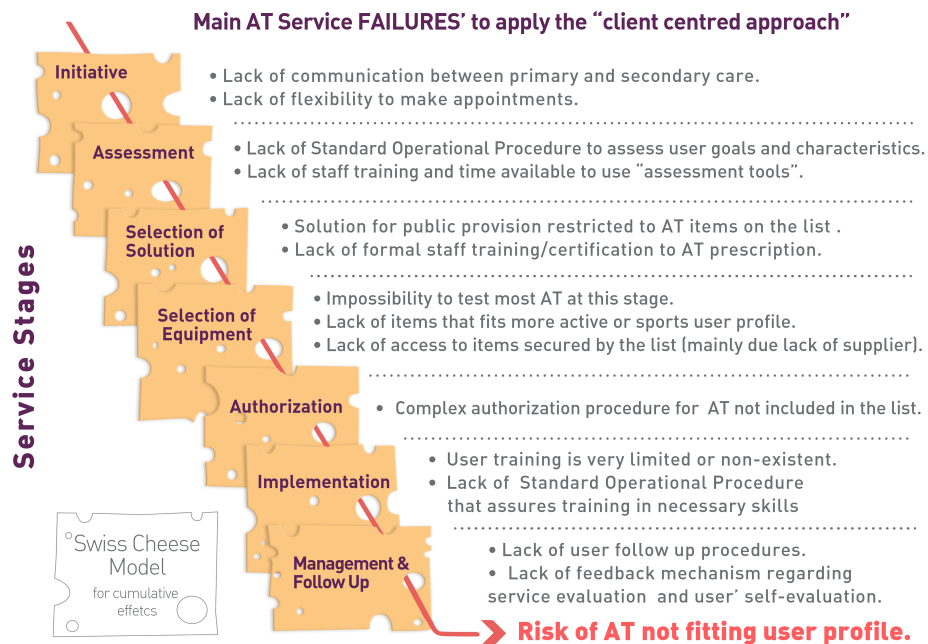 Main AT Service FAILURES’ to apply the “client centred approach”
Initiative
• Lack of communication between primary and secondary care.
• Lack of flexibility to make appointments.
Assessment
• Lack of Standard Operational Procedure to assess user goals and characteristics.
• Lack of staff training and time available to use “assessment tools”.
Selection of
Solution
• Solution for public provision restricted to AT items on the list .
• Lack of formal staff training/certification to AT prescription.
Selection of
Equipment
• Impossibility to test most AT at this stage.
• Lack of items that fits more active or sports user profile.
• Lack of access to items secured by the list (mainly due lack of supplier).
Authorization
• Complex authorization procedure for AT not included in the list.
Implementation
• User training is very limited or non-existent.
• Lack of Standard Operational Procedure
that assures training in necessary skills
Management &
Follow Up
• Lack of user follow up procedures.
• Lack of feedback mechanism regarding
service evaluation and user’ self-evaluation.
Risk of AT not fitting user profile.
Service Stages
Swiss Cheese
Model
for cumulative
effetcs